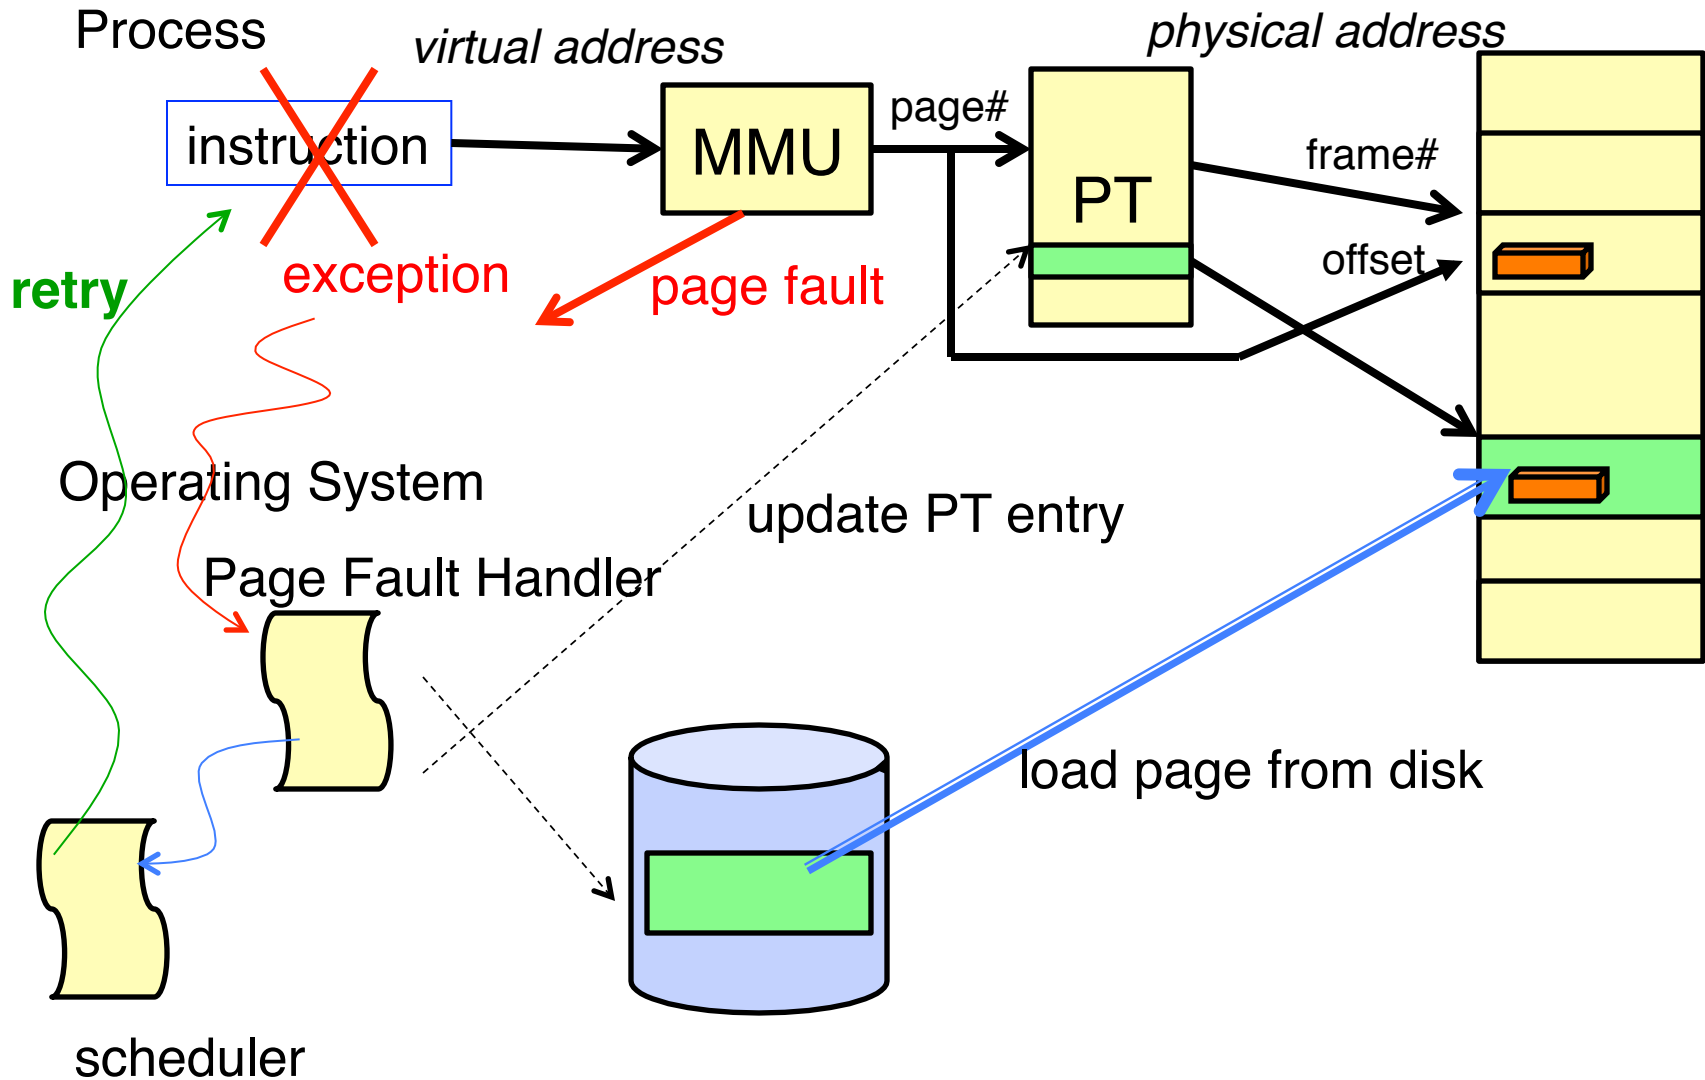 Process
virtual address
physical address
instruction
MMU
page#
PT
frame#
offset
exception
page fault
retry
Operating System
update PT entry
Page Fault Handler
load page from disk
scheduler